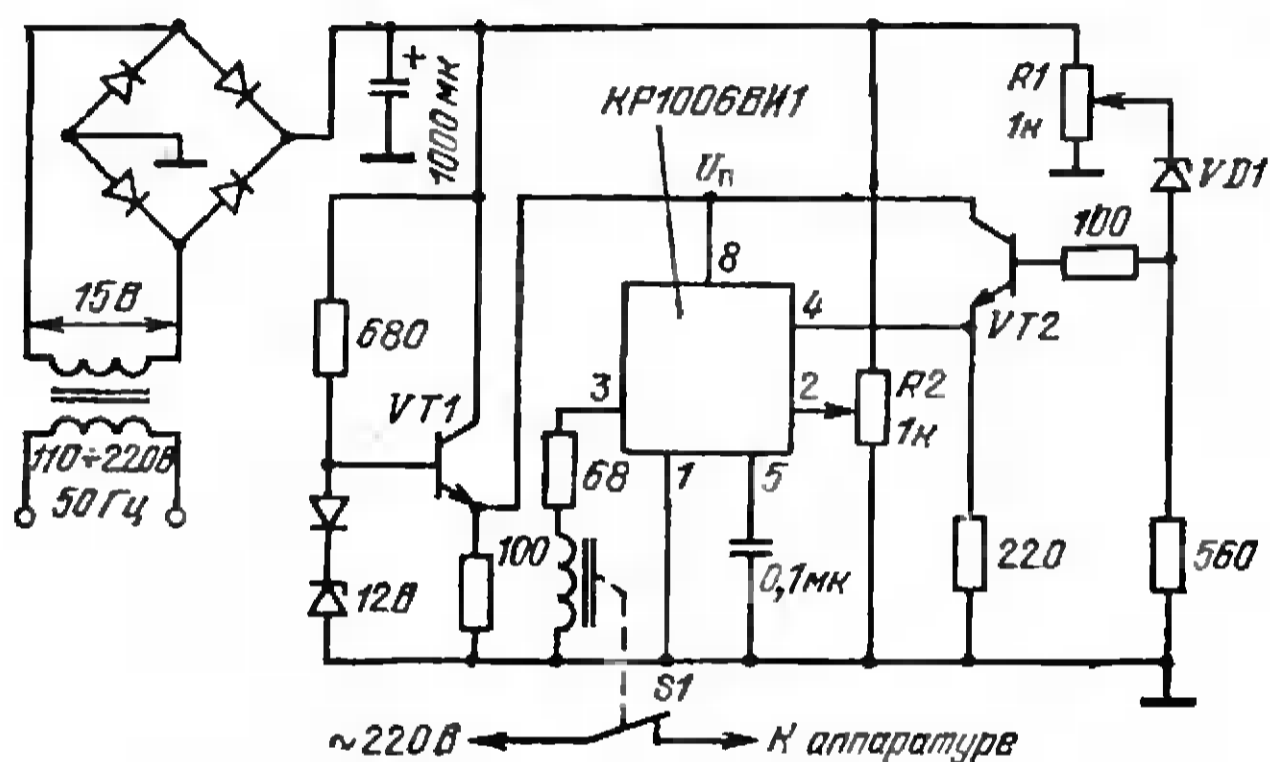 1000мк
+
КР1006ВИ1
R1
1к
Uп
VD1
15В
8
100
4
VT2
680
3
2
R2
1к
VT1
110÷220В
50Гц
68
1
5
100
12В
0,1мк
220
560
S1
~220В
К аппаратуре